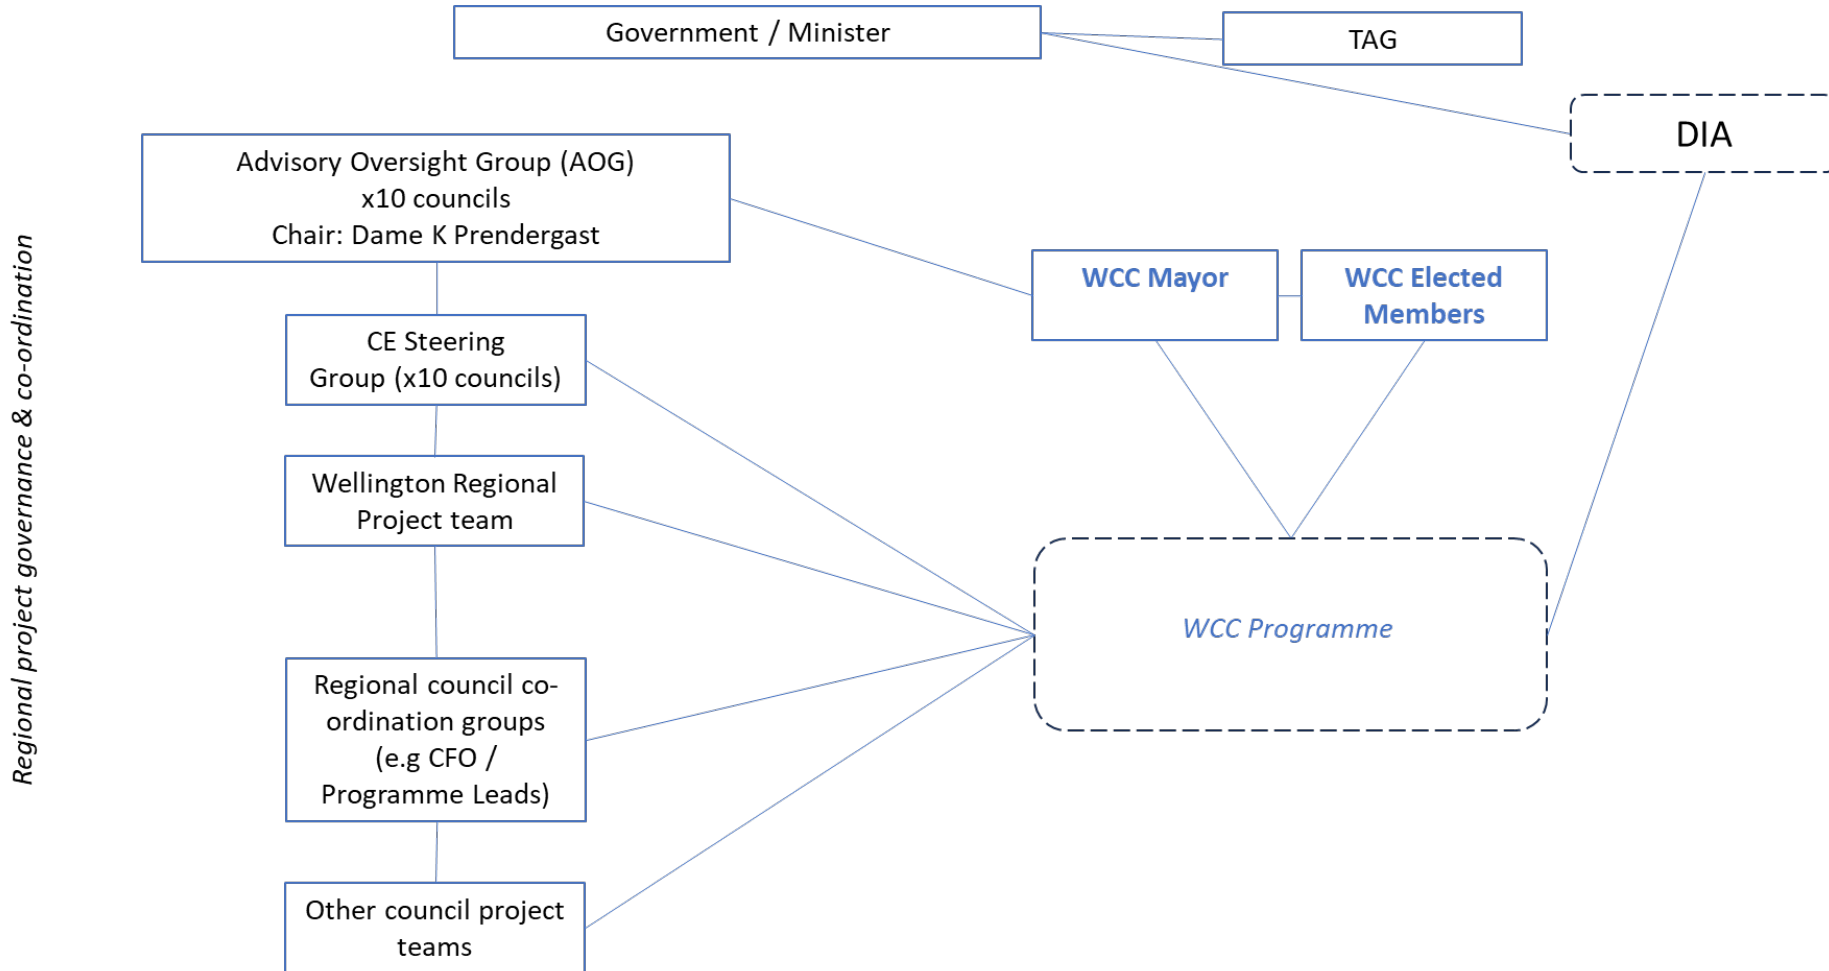 Government / Minister
TAG
DIA
Advisory Oversight Group (AOG)
x10 councils
Chair: Dame K Prendergast
WCC Mayor
WCC Elected
Members
CE Steering
Group (x10 councils)
Wellington Regional
Project team
WCC Programme
Regional council co-
ordination groups
(e.g CFO /
Programme Leads)
Other council project
teams
Regional project governance & co-ordination